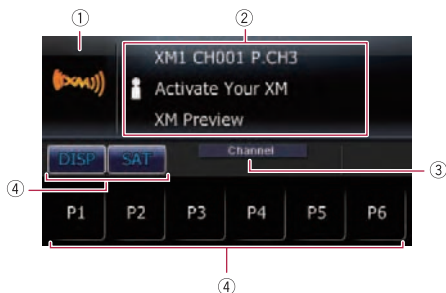 ① ②
XM1 CH001 P.CH3
((XM))
Activate Your XM
XM Preview
DISP SAT Channel
③
④
P1 P2 P3 P4 P5 P6
④